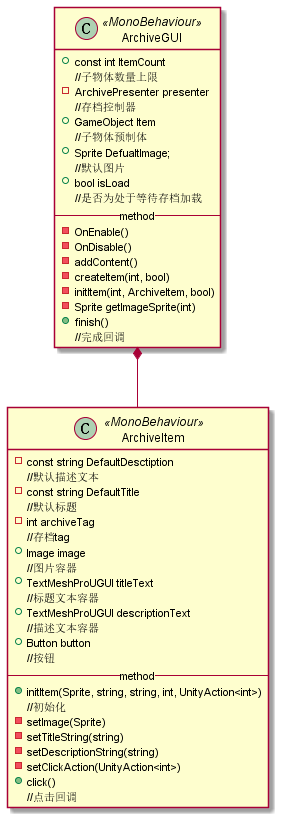 C «MonoBehaviour»
ArchiveGUI
const int ItemCount
//子物体数量上限
ArchivePresenter presenter
//存档控制器
GameObject Item
//子物体预制体
Sprite DefualtImage;
//默认图片
bool isLoad
//是否为处于等待存档加载
method
OnEnable()
OnDisable()
addContent()
createItem(int, bool)
initItem(int, ArchiveItem, bool)
Sprite getImageSprite(int)
finish()
//完成回调
C «MonoBehaviour»
ArchiveItem
const string DefaultDesctiption
//默认描述文本
const string DefaultTitle
//默认标题
int archiveTag
//存档tag
Image image
//图片容器
TextMeshProUGUI titleText
//标题文本容器
TextMeshProUGUI descriptionText
//描述文本容器
Button button
//按钮
method
initItem(Sprite, string, string, int, UnityAction<int>)
//初始化
setImage(Sprite)
setTitleString(string)
setDescriptionString(string)
setClickAction(UnityAction<int>)
click()
//点击回调